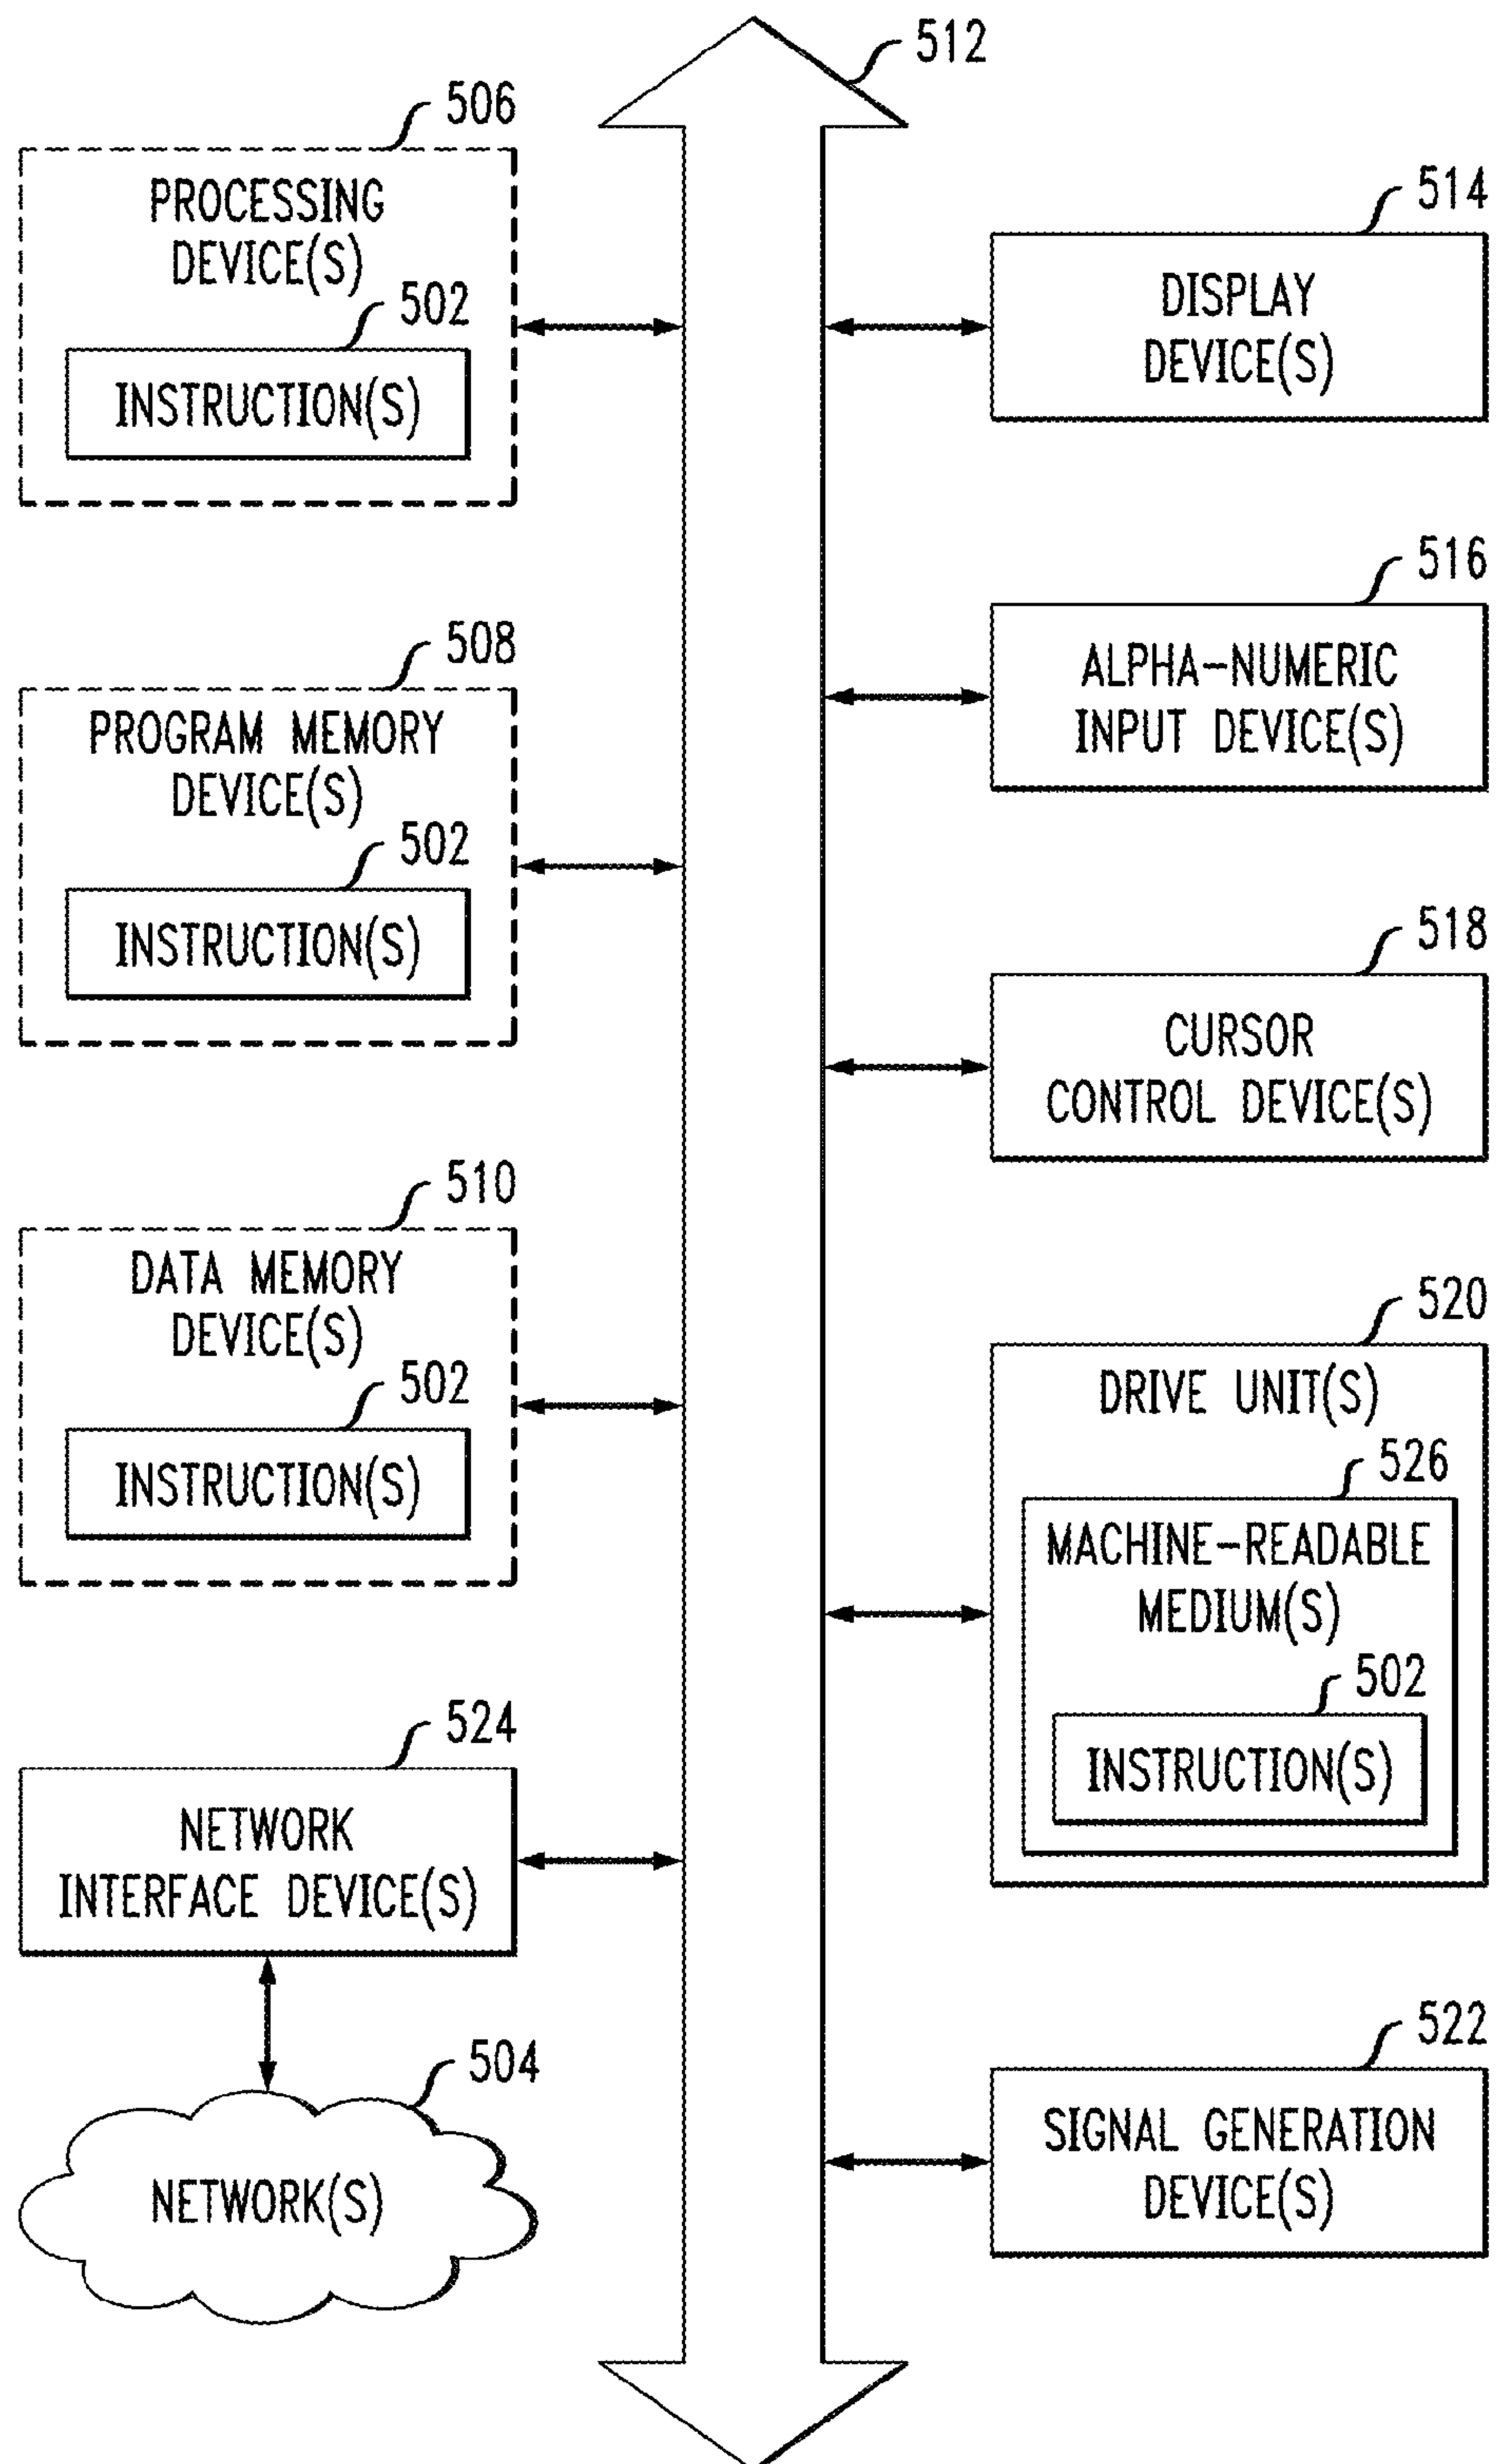 512
506
PROCESSING
DEVICE(S)
502
INSTRUCTION(S)
508
PROGRAM MEMORY
DEVICE(S)
502
INSTRUCTION(S)
510
DATA MEMORY
DEVICE(S)
502
INSTRUCTION(S)
524
NETWORK
INTERFACE DEVICE(S)
504
NETWORK(S)
514
DISPLAY
DEVICE(S)
516
ALPHA-NUMERIC
INPUT DEVICE(S)
518
CURSOR
CONTROL DEVICE(S)
520
DRIVE UNIT(S)
526
MACHINE-READABLE
MEDIUM(S)
502
INSTRUCTION(S)
522
SIGNAL GENERATION
DEVICE(S)